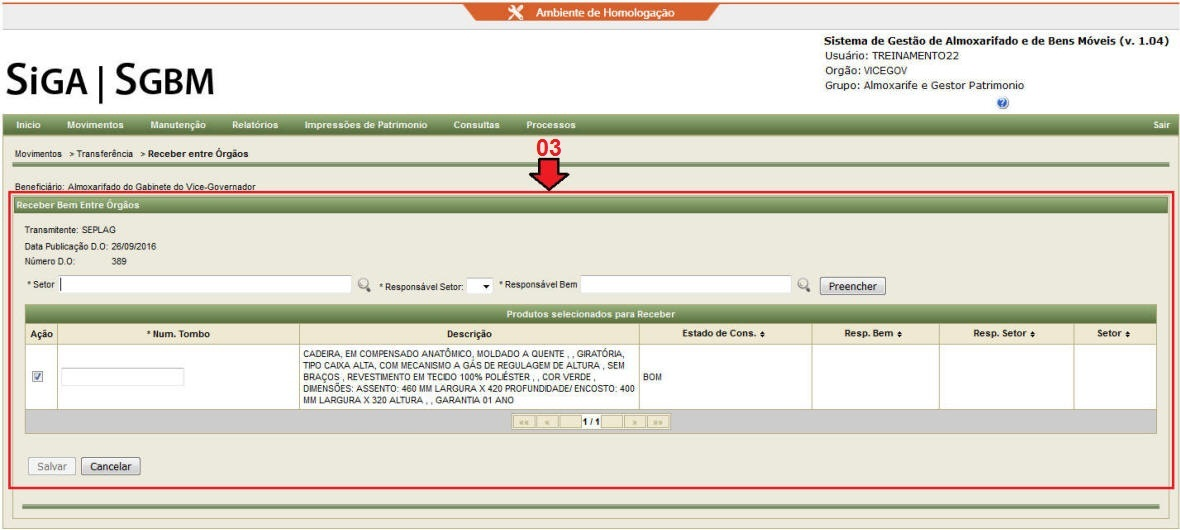 Ambiente de Homologação
Sistema de Gestão de Almoxarifado e de Bens Móveis (v. 1.04)
Usuário: TREINAMENTO22
Orgão: VICEGOV
Grupo: Almoxarife e Gestor Patrimonio
SIGA | SGBM
Inicio Movimentos Manutenção Relatórios Impressões de Patrimonio Consultas Processos Sair
03
Movimentos > Transferência > Receber entre Órgãos
Beneficiário: Almoxarifado do Gabinete do Vice-Governador
Receber Bem Entre Órgãos
Transmitente: SEPLAG
Data Publicação D.O: 26/09/2016
Número D.O: 389
* Setor * Responsável Setor: * Responsável Bem Preencher
Produtos selecionados para Receber
Ação * Num. Tombo Descrição Estado de Cons. Resp. Bem Resp. Setor Setor
CADEIRA, EM COMPENSADO ANATÔMICO, MOLDADO A QUENTE , , GIRATÓRIA,
TIPO CAIXA ALTA, COM MECANISMO A GÁS DE REGULAGEM DE ALTURA , SEM
BRAÇOS , REVESTIMENTO EM TECIDO 100% POLIÉSTER , , COR VERDE ,
DIMENSÕES: ASSENTO: 460 MM LARGURA X 420 PROFUNDIDADE/ ENCOSTO: 400
MM LARGURA X 320 ALTURA , , GARANTIA 01 ANO
BOM
«« « 1 / 1 » »»
Salvar Cancelar